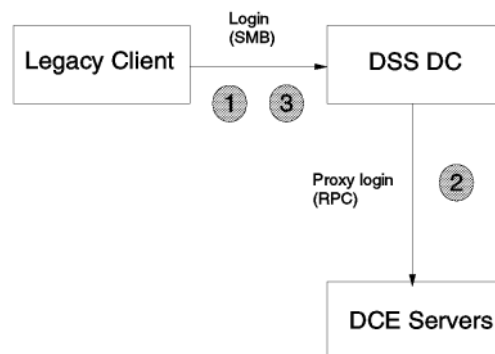 Login
(SMB)
Legacy Client
DSS DC
1
3
Proxy login
(RPC)
2
DCE Servers